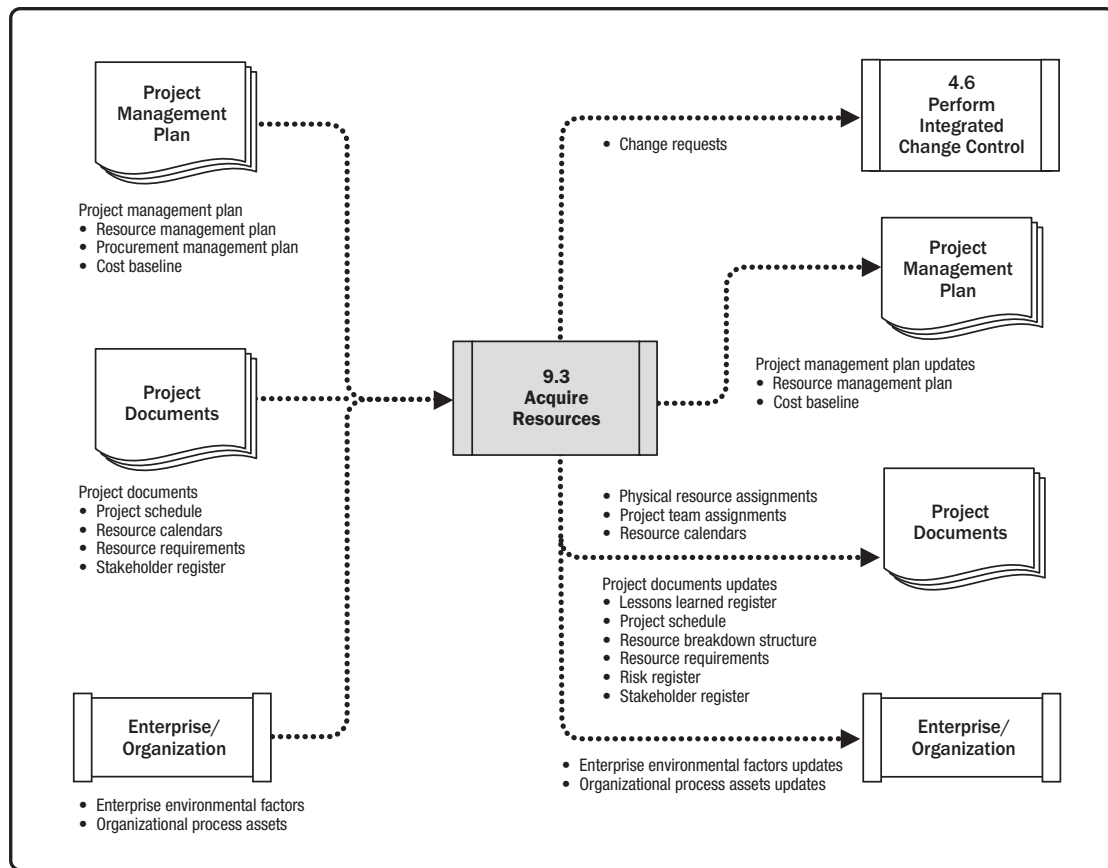 Project
Management
Plan
Project management plan
• Resource management plan
• Procurement management plan
• Cost baseline
Project
Documents
Project documents
• Project schedule
• Resource calendars
• Resource requirements
• Stakeholder register
Enterprise/
Organization
• Enterprise environmental factors
• Organizational process assets
9.3
Acquire
Resources
• Change requests
4.6
Perform
Integrated
Change Control
Project
Management
Plan
Project management plan updates
• Resource management plan
• Cost baseline
• Physical resource assignments
• Project team assignments
• Resource calendars
Project
Documents
Project documents updates
• Lessons learned register
• Project schedule
• Resource breakdown structure
• Resource requirements
• Risk register
• Stakeholder register
Enterprise/
Organization
• Enterprise environmental factors updates
• Organizational process assets updates